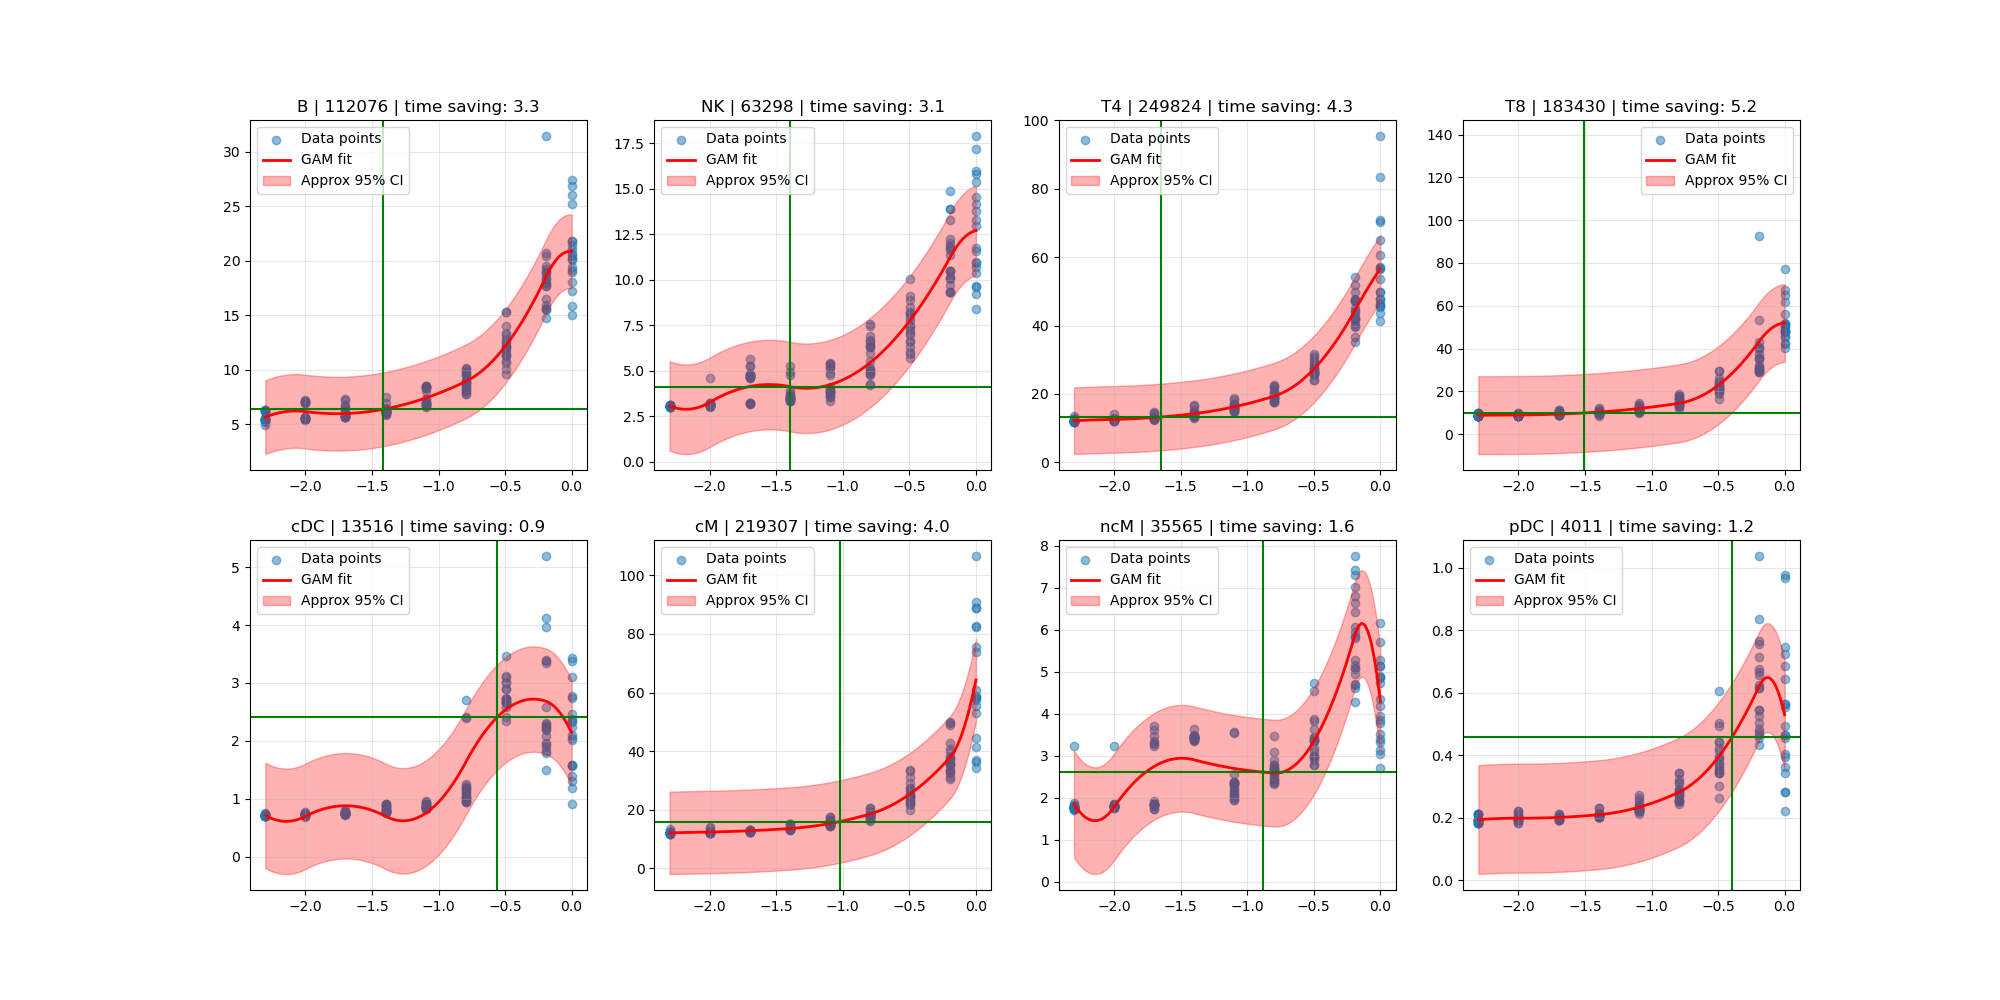 B | 112076 | time saving: 3.3
Data points
GAM fit
Approx 95% CI
30
25
20
15
10
5
−2.0 −1.5 −1.0 −0.5 0.0
NK | 63298 | time saving: 3.1
Data points
GAM fit
Approx 95% CI
17.5
15.0
12.5
10.0
7.5
5.0
2.5
0.0
−2.0 −1.5 −1.0 −0.5 0.0
T4 | 249824 | time saving: 4.3
Data points
GAM fit
Approx 95% CI
100
80
60
40
20
0
−2.0 −1.5 −1.0 −0.5 0.0
T8 | 183430 | time saving: 5.2
Data points
GAM fit
Approx 95% CI
140
120
100
80
60
40
20
0
−2.0 −1.5 −1.0 −0.5 0.0
cDC | 13516 | time saving: 0.9
Data points
GAM fit
Approx 95% CI
5
4
3
2
1
0
−2.0 −1.5 −1.0 −0.5 0.0
cM | 219307 | time saving: 4.0
Data points
GAM fit
Approx 95% CI
100
80
60
40
20
0
−2.0 −1.5 −1.0 −0.5 0.0
ncM | 35565 | time saving: 1.6
Data points
GAM fit
Approx 95% CI
8
7
6
5
4
3
2
1
0
−2.0 −1.5 −1.0 −0.5 0.0
pDC | 4011 | time saving: 1.2
Data points
GAM fit
Approx 95% CI
1.0
0.8
0.6
0.4
0.2
0.0
−2.0 −1.5 −1.0 −0.5 0.0